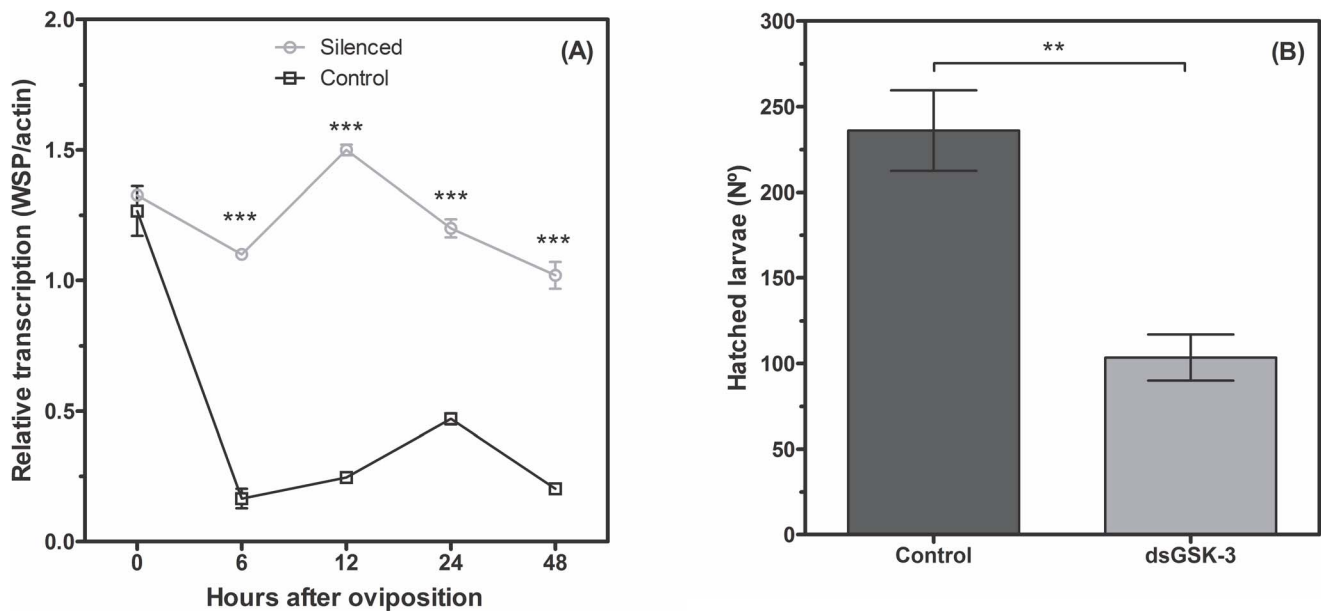 (A)
Silenced
Control
Relative transcription (WSP/actin)
2.0
1.5
1.0
0.5
0.0
***
***
***
***
0 6 12 24 48
Hours after oviposition
(B)
**
Hatched larvae (Nº)
300
250
200
150
100
50
0
Control dsGSK-3